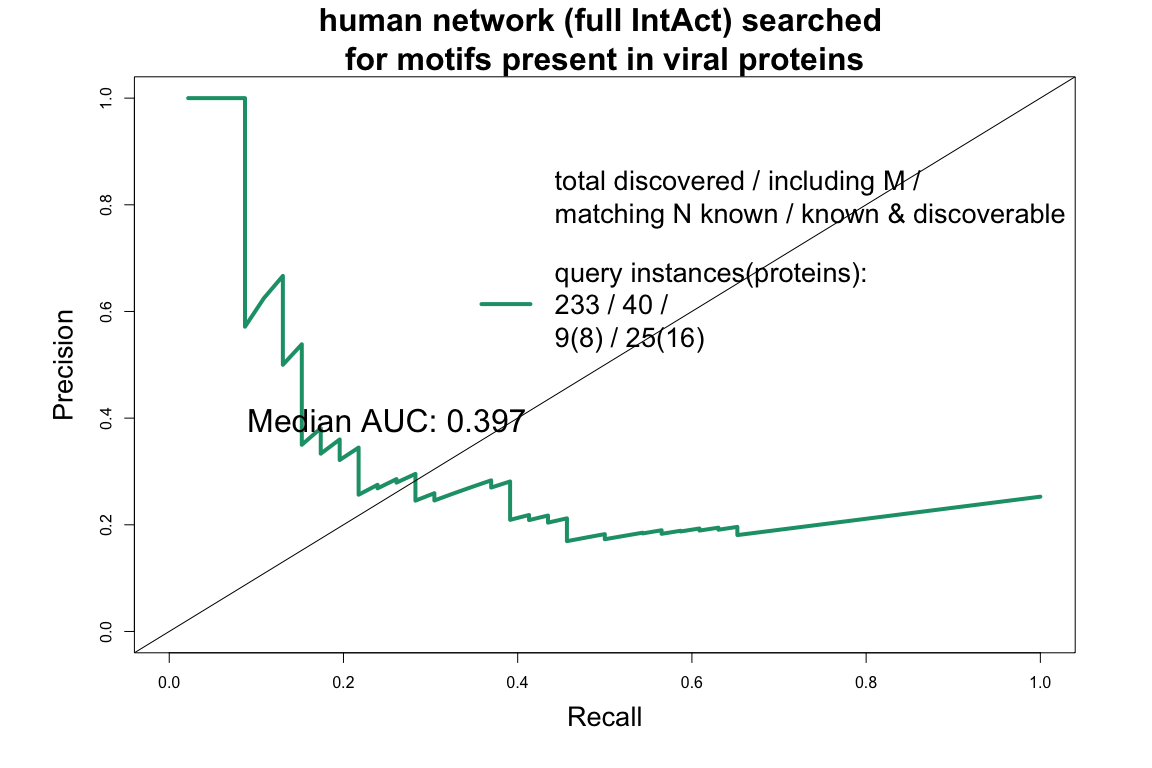 human network (full IntAct) searched
for motifs present in viral proteins
1.0
0.8
0.6
0.4
0.2
0.0
Precision
total discovered / including M /
matching N known / known & discoverable
query instances(proteins):
233 / 40 /
9(8) / 25(16)
Median AUC: 0.397
0.0 0.2 0.4 0.6 0.8 1.0
Recall